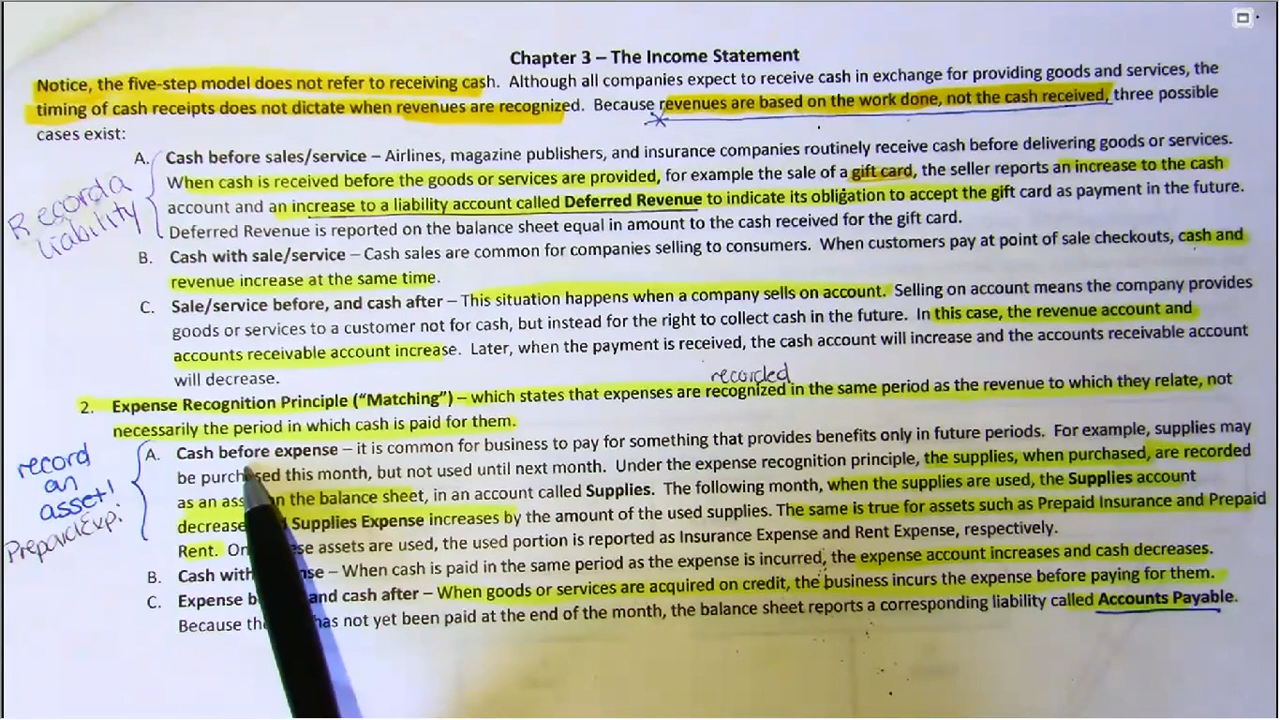 Chapter 3 – The Income Statement
Notice, the five-step model does not refer to receiving cash. Although all companies expect to receive cash in exchange for providing goods and services, the
timing of cash receipts does not dictate when revenues are recognized. Because revenues are based on the work done, not the cash received, three possible
cases exist:
A. Cash before sales/service – Airlines, magazine publishers, and insurance companies routinely receive cash before delivering goods or services.
When cash is received before the goods or services are provided, for example the sale of a gift card, the seller reports an increase to the cash
account and an increase to a liability account called Deferred Revenue to indicate its obligation to accept the gift card as payment in the future.
Deferred Revenue is reported on the balance sheet equal in amount to the cash received for the gift card.
Record a
liability
B. Cash with sale/service – Cash sales are common for companies selling to consumers. When customers pay at point of sale checkouts, cash and
revenue increase at the same time.
C. Sale/service before, and cash after – This situation happens when a company sells on account. Selling on account means the company provides
goods or services to a customer not for cash, but instead for the right to collect cash in the future. In this case, the revenue account and
accounts receivable account increase. Later, when the payment is received, the cash account will increase and the accounts receivable account
will decrease.
recorded
2. Expense Recognition Principle ("Matching") – which states that expenses are recognized in the same period as the revenue to which they relate, not
necessarily the period in which cash is paid for them.
A. Cash before expense – it is common for business to pay for something that provides benefits only in future periods. For example, supplies may
be purchased this month, but not used until next month. Under the expense recognition principle, the supplies, when purchased, are recorded
as an ass n the balance sheet, in an account called Supplies. The following month, when the supplies are used, the Supplies account
decrease Supplies Expense increases by the amount of the used supplies. The same is true for assets such as Prepaid Insurance and Prepaid
Rent. On se assets are used, the used portion is reported as Insurance Expense and Rent Expense, respectively.
record
an
asset!
Prepaid Exp.
B. Cash with nse – When cash is paid in the same period as the expense is incurred, the expense account increases and cash decreases.
C. Expense b and cash after – When goods or services are acquired on credit, the business incurs the expense before paying for them.
Because th has not yet been paid at the end of the month, the balance sheet reports a corresponding liability called Accounts Payable.